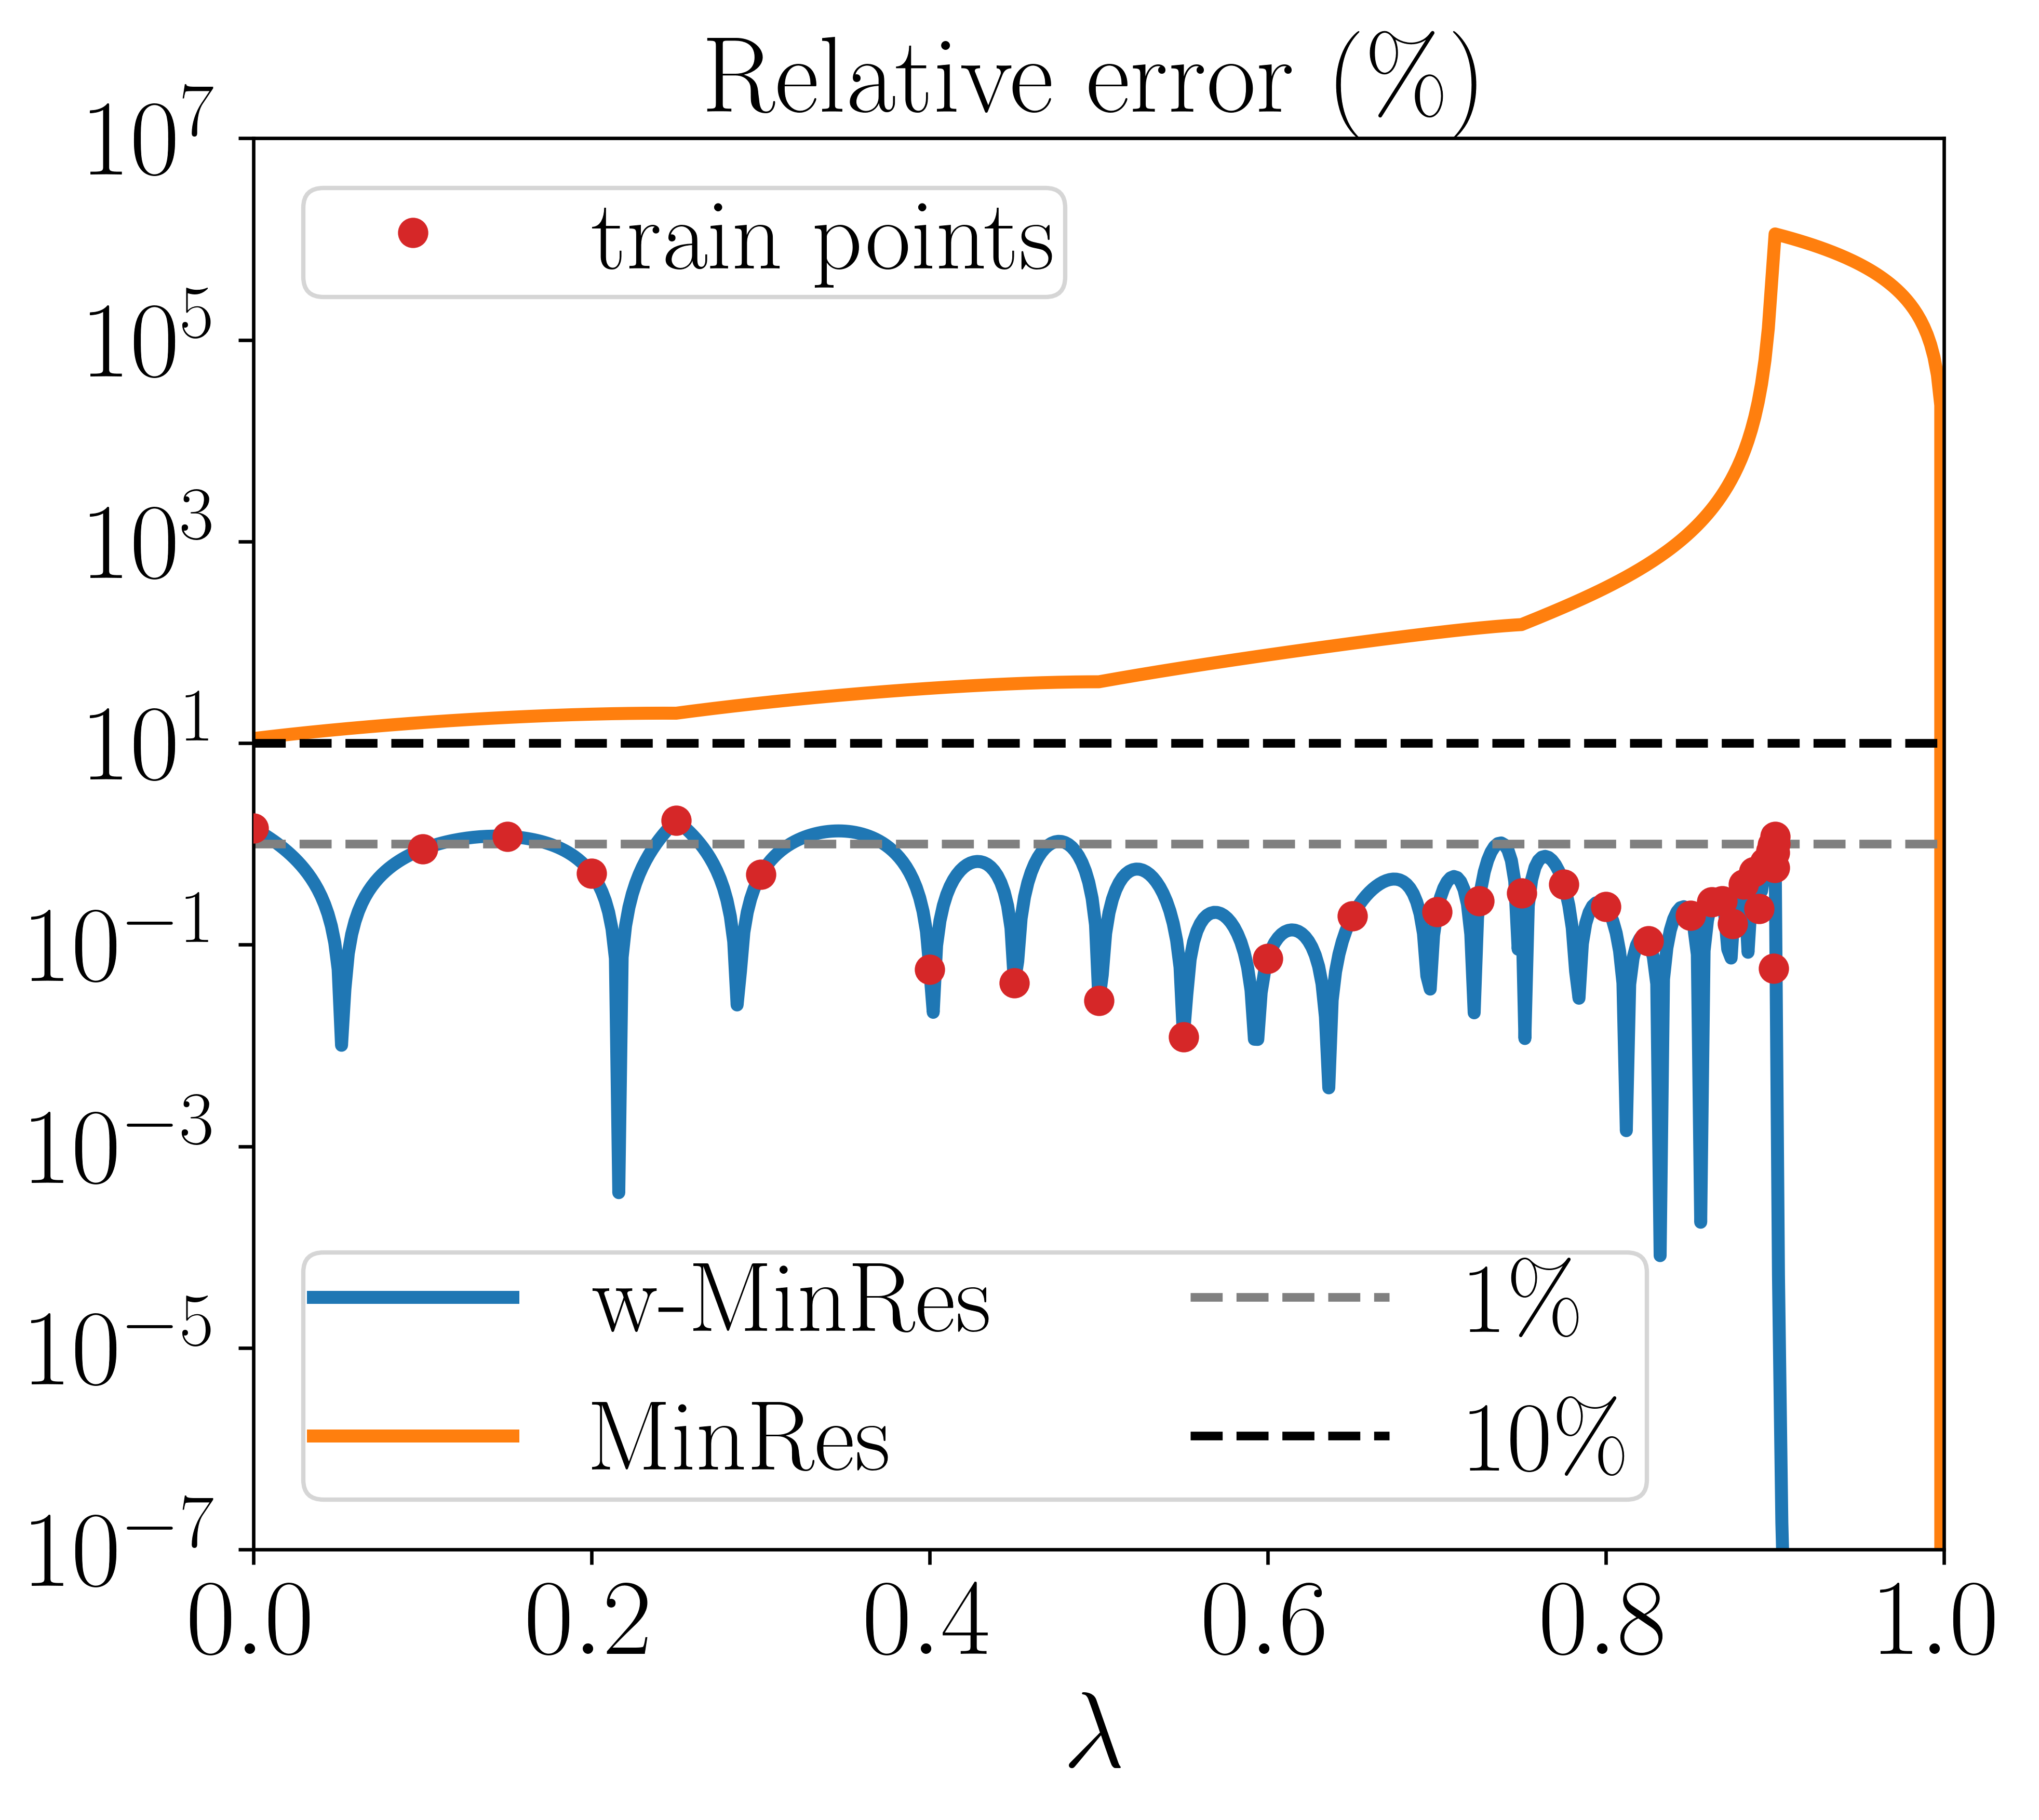 Relative error (%)
10^7
train points
10^5
10^3
10^1
10^−1
10^−3
w-MinRes 1%
10^−5
MinRes 10%
10^−7
0.0 0.2 0.4 0.6 0.8 1.0
λ